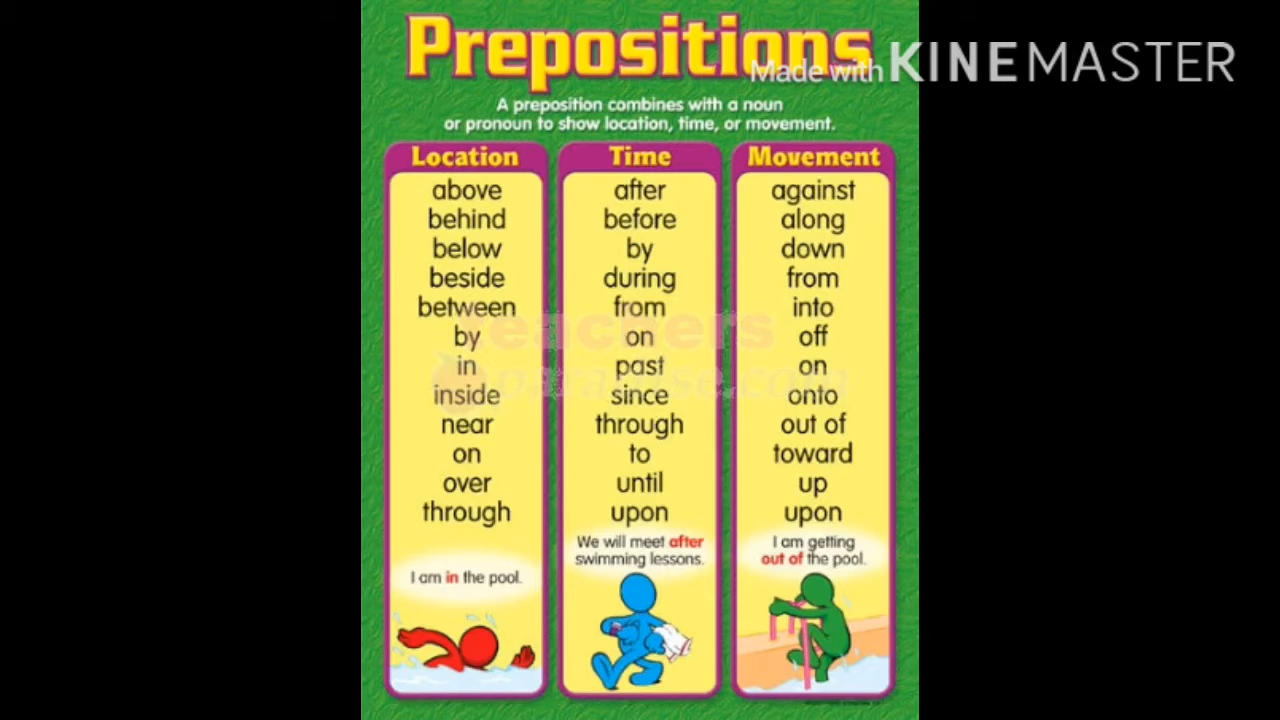 Prepositions
Made with KINEMASTER
A preposition combines with a noun
or pronoun to show location, time, or movement.
Location
above
behind
below
beside
between
by
in
inside
near
on
over
through
I am in the pool.
Time
after
before
by
during
from
on
past
since
through
to
until
upon
We will meet after
swimming lessons.
Movement
against
along
down
from
into
off
on
onto
out of
toward
up
upon
I am getting
out of the pool.
teachers
paradise.com